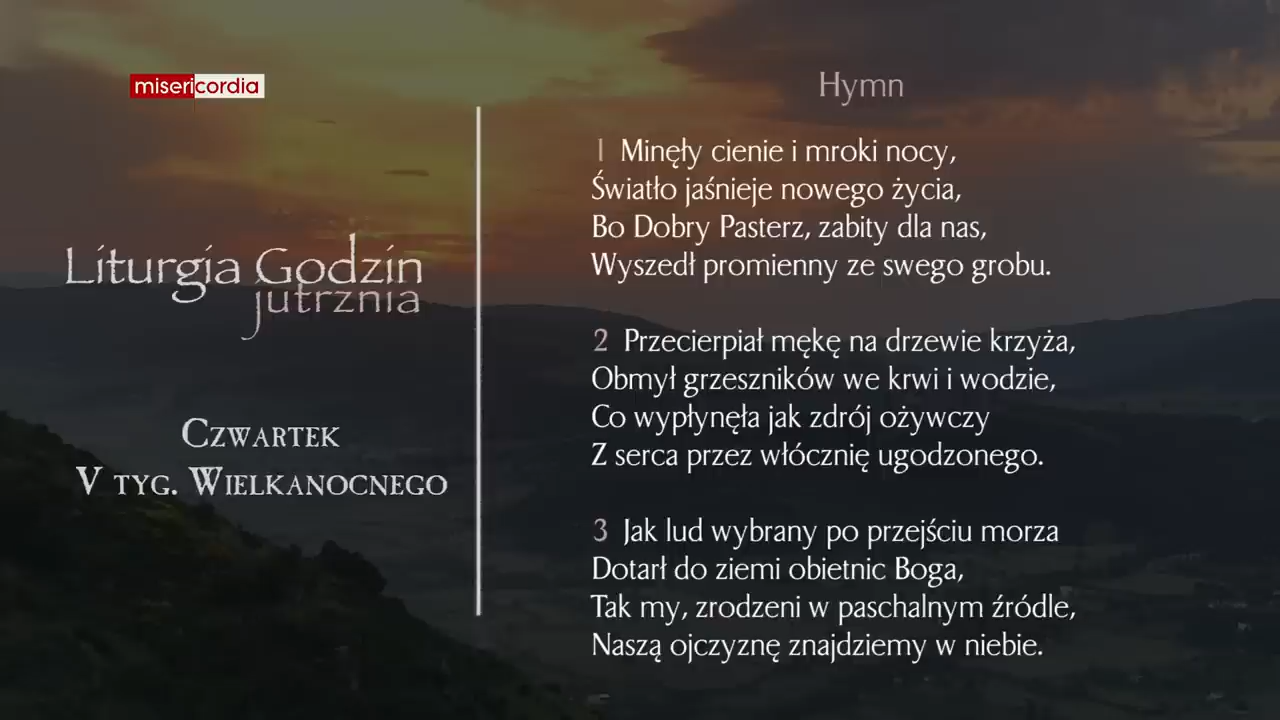 misericordia
Liturgia Godzin
jutrznia
Czwartek
V tyg. Wielkanocnego
Hymn
1 Minęły cienie i mroki nocy,
Światło jaśnieje nowego życia,
Bo Dobry Pasterz, zabity dla nas,
Wyszedł promienny ze swego grobu.
2 Przecierpiał mękę na drzewie krzyża,
Obmył grzeszników we krwi i wodzie,
Co wypłynęła jak zdrój ożywczy
Z serca przez włócznię ugodzonego.
3 Jak lud wybrany po przejściu morza
Dotarł do ziemi obietnic Boga,
Tak my, zrodzeni w paschalnym źródle,
Naszą ojczyznę znajdziemy w niebie.